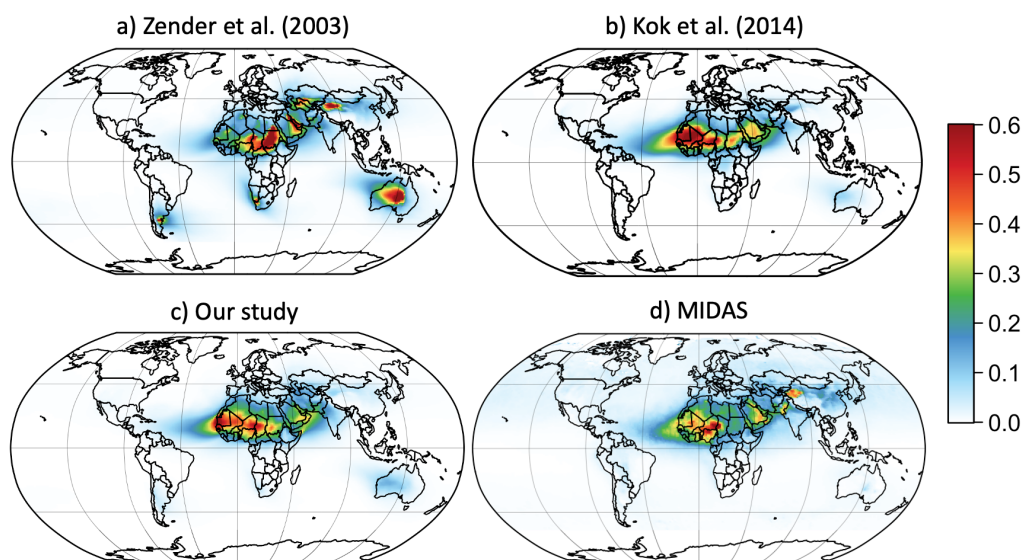 a) Zender et al. (2003)
b) Kok et al. (2014)
0.6
0.5
0.4
0.3
0.2
0.1
0.0
c) Our study
d) MIDAS